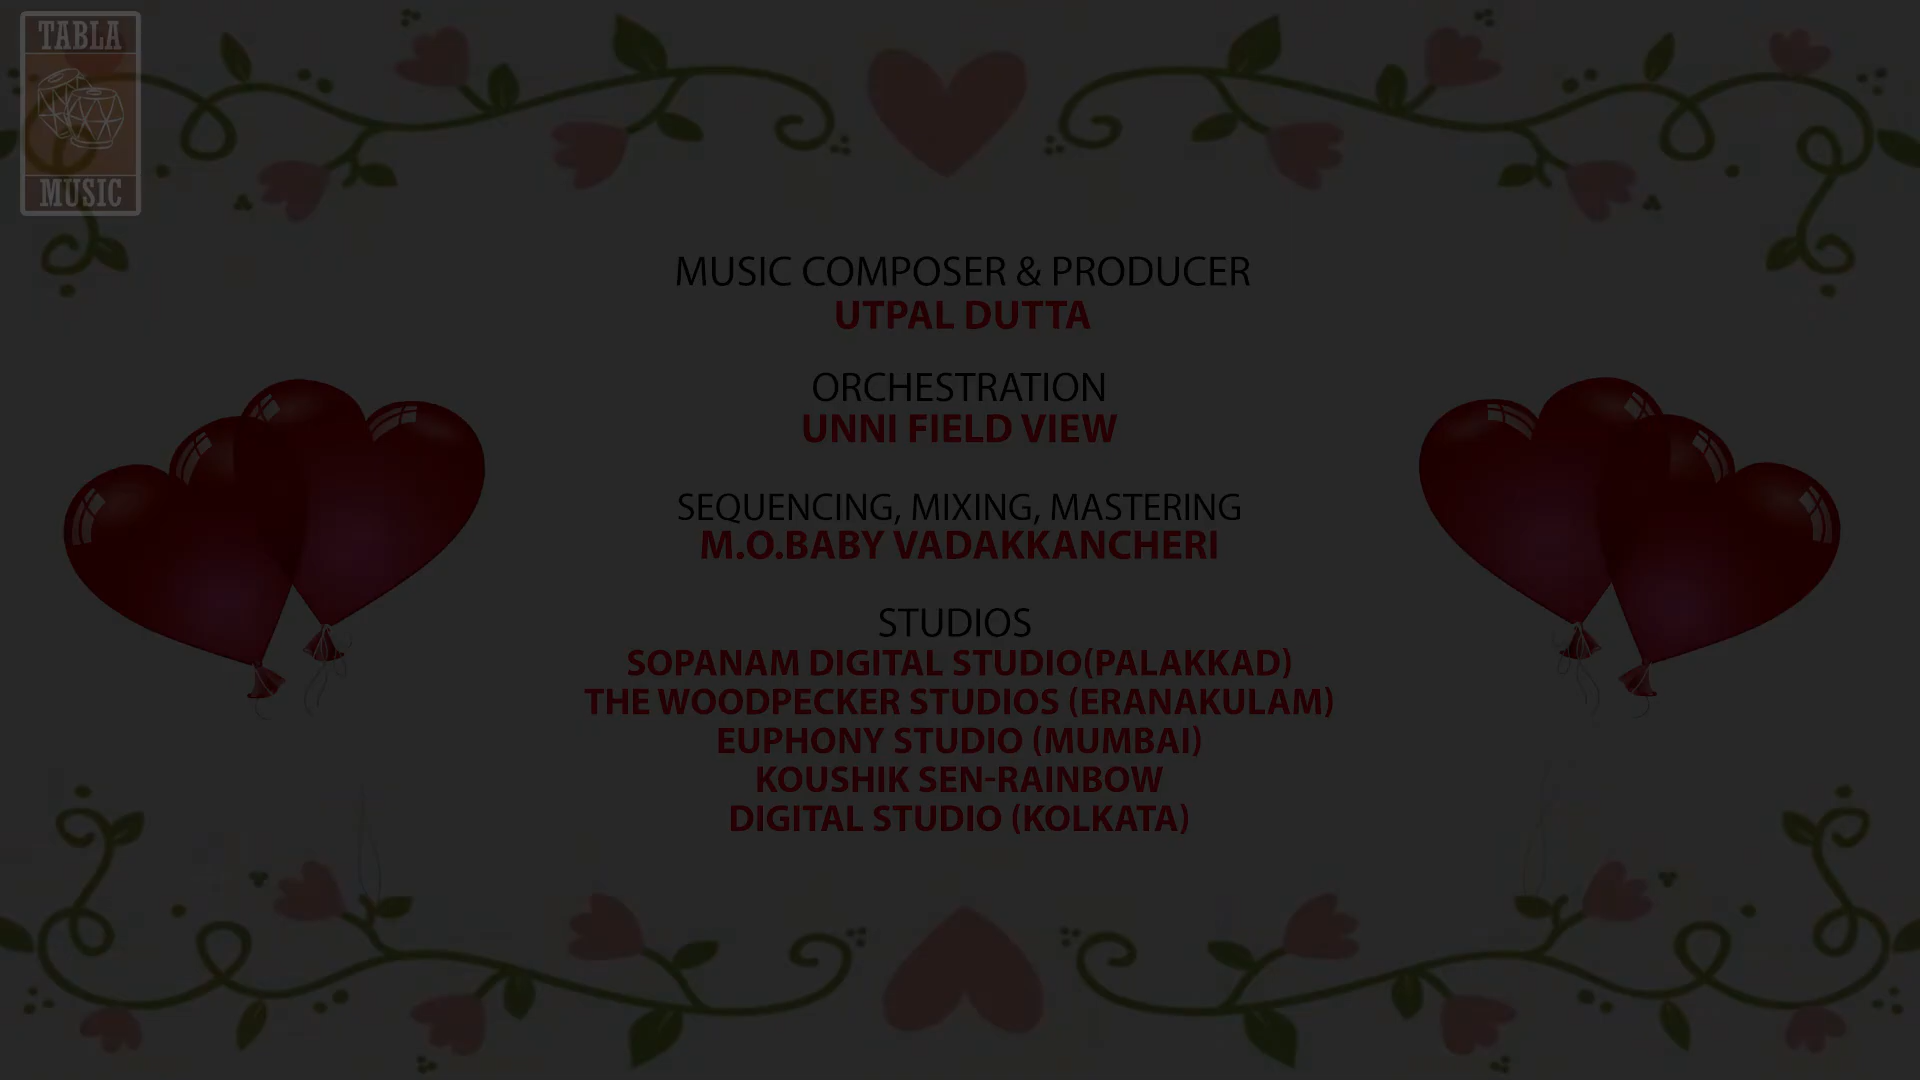 TABLA
MUSIC
MUSIC COMPOSER & PRODUCER
UTPAL DUTTA
ORCHESTRATION
UNNI FIELD VIEW
SEQUENCING, MIXING, MASTERING
M.O.BABY VADAKKANCHERI
STUDIOS
SOPANAM DIGITAL STUDIO(PALAKKAD)
THE WOODPECKER STUDIOS (ERANAKULAM)
EUPHONY STUDIO (MUMBAI)
KOUSHIK SEN-RAINBOW
DIGITAL STUDIO (KOLKATA)